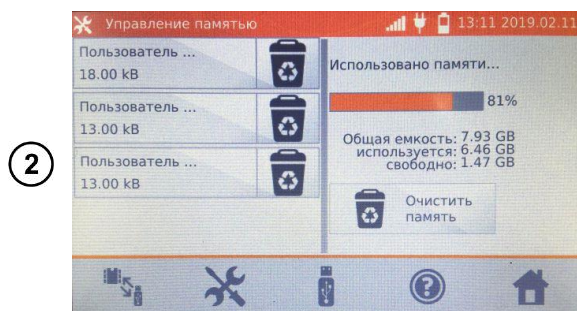 Управление памятью
13:11 2019.02.11
Пользователь ...
18.00 kB
Пользователь ...
13.00 kB
Пользователь ...
13.00 kB
Использовано памяти...
81%
Общая емкость: 7.93 GB
используется: 6.46 GB
свободно: 1.47 GB
Очистить
память
2